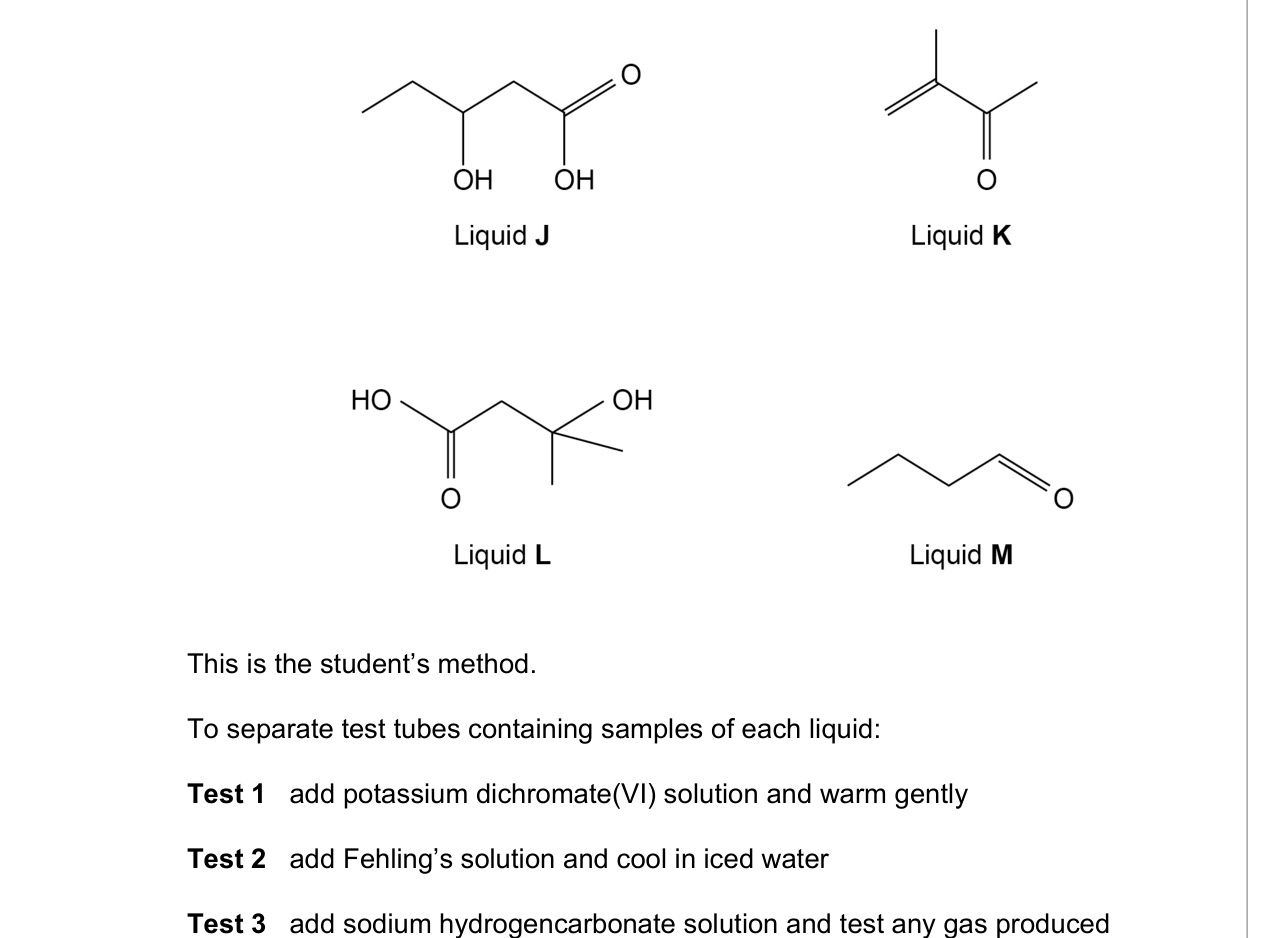 O
OH OH
O
Liquid J Liquid K
HO OH
O O
Liquid L Liquid M
This is the student’s method.
To separate test tubes containing samples of each liquid:
Test 1 add potassium dichromate(VI) solution and warm gently
Test 2 add Fehling’s solution and cool in iced water
Test 3 add sodium hydrogencarbonate solution and test any gas produced